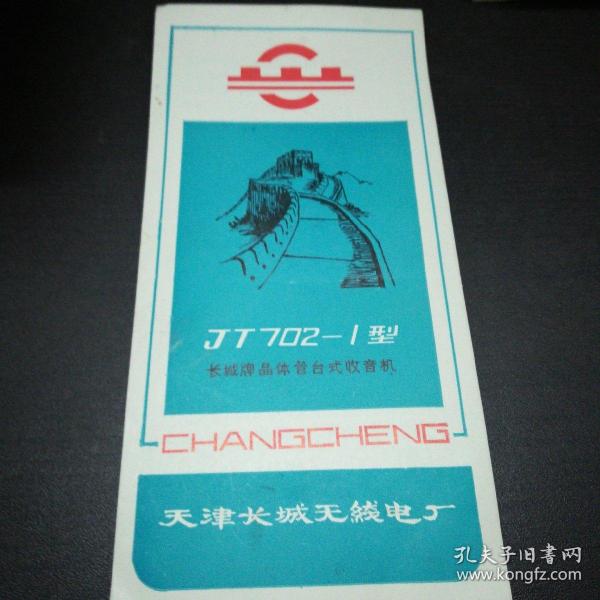 JT702-1型
长城牌晶体管台式收音机
CHANGCHENG
天津长城无线电厂
孔夫子旧书网
www.kongfz.com